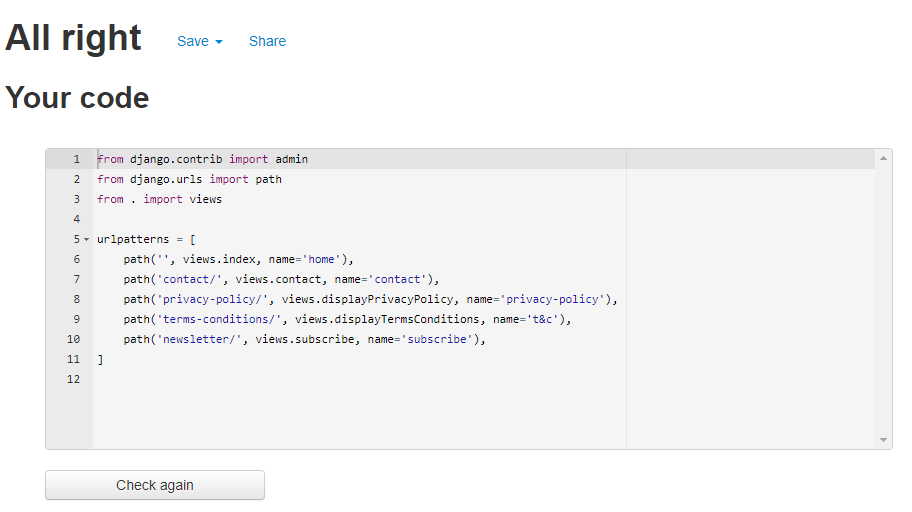 All right Save Share
Your code
1 from django.contrib import admin
2 from django.urls import path
3 from . import views
4
5 urlpatterns = [
6     path('', views.index, name='home'),
7     path('contact/', views.contact, name='contact'),
8     path('privacy-policy/', views.displayPrivacyPolicy, name='privacy-policy'),
9     path('terms-conditions/', views.displayTermsConditions, name='t&c'),
10     path('newsletter/', views.subscribe, name='subscribe'),
11 ]
12
Check again